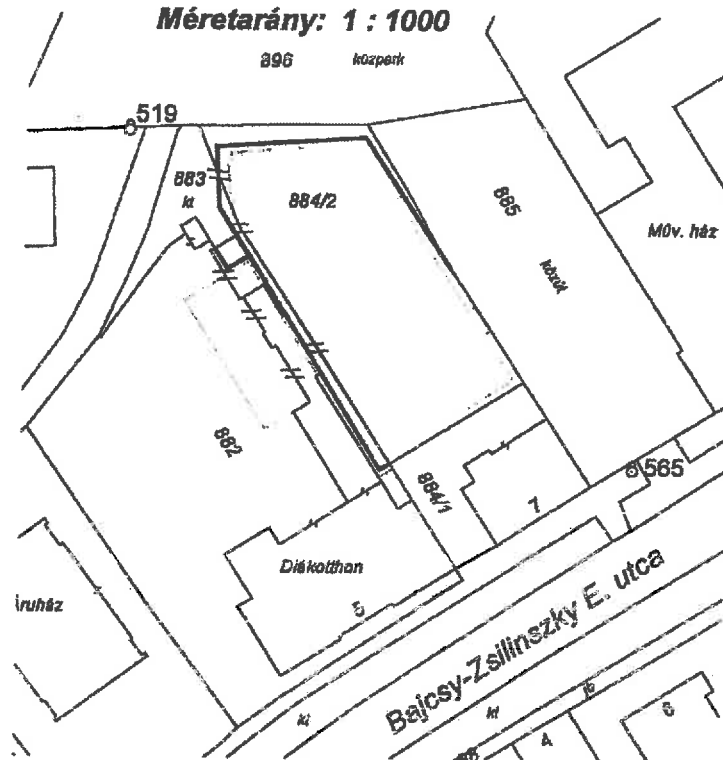 Méretarány: 1 : 1000
896 közpark
519
883
kt
884/2
885
közút
Műv. ház
882
884/1
565
7
Diákotthon
5
Áruház
Bajcsy-Zsilinszky E. utca
kt
kt
4
6